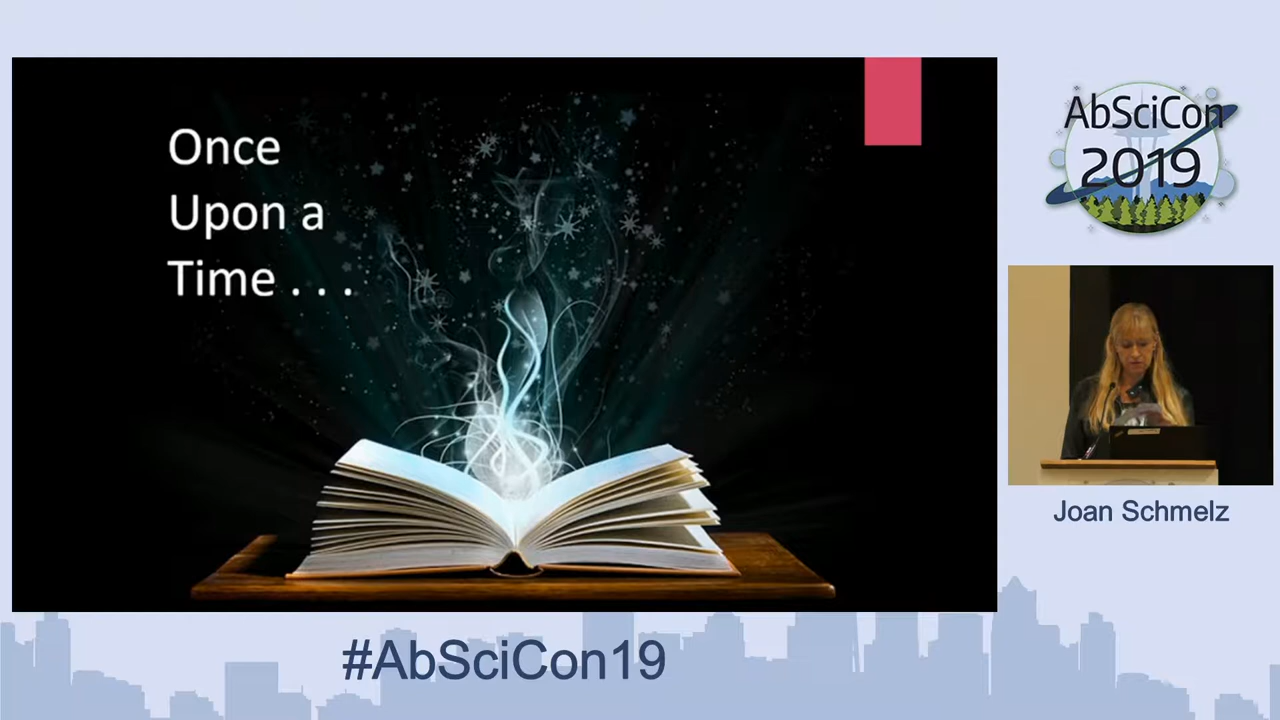 Once
Upon a
Time . . .
AbSciCon
2019
Joan Schmelz
#AbSciCon19